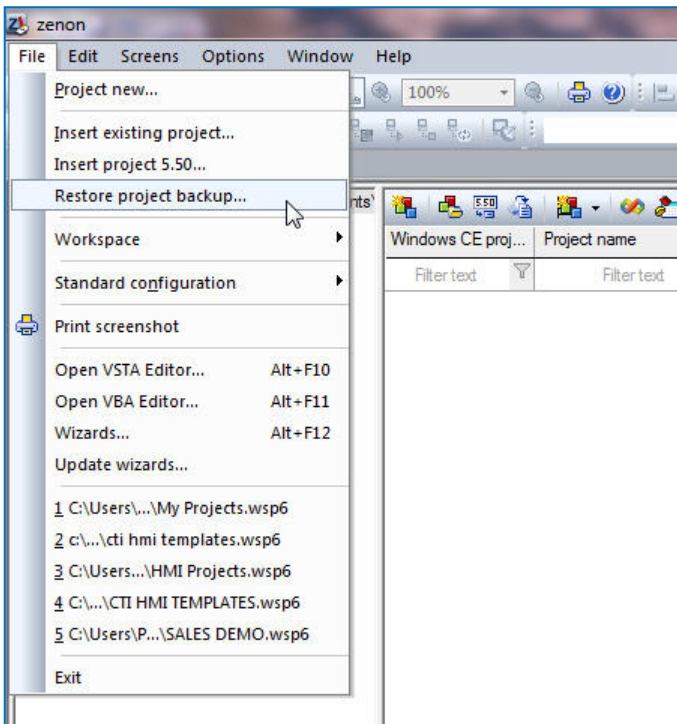 zenon
File Edit Screens Options Window Help
Project new...
100%
Insert existing project...
Insert project 5.50...
Restore project backup...
nts'
5.50
Workspace
Windows CE proj... Project name
Filter text Filter text
Standard configuration
Print screenshot
Open VSTA Editor... Alt+F10
Open VBA Editor... Alt+F11
Wizards... Alt+F12
Update wizards...
1 C:\Users\...\My Projects.wsp6
2 c:\...\cti hmi templates.wsp6
3 C:\Users...\HMI Projects.wsp6
4 C:\...\CTI HMI TEMPLATES.wsp6
5 C:\Users\P...\SALES DEMO.wsp6
Exit